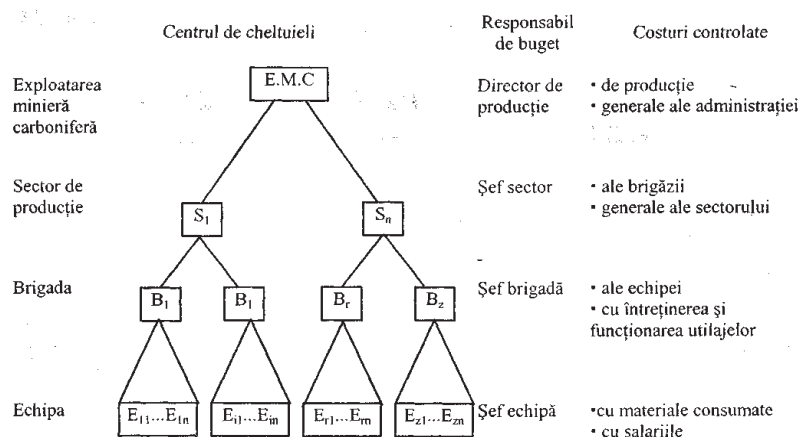 Centrul de cheltuieli
Responsabil de buget
Costuri controlate
Exploatarea
minieră
carboniferă
E.M.C
Director de
producție
• de producție
• generale ale administrației
Sector de
producție
S1
Sn
Șef sector
• ale brigăzii
• generale ale sectorului
Brigada
B1
B1
Br
Bz
Șef brigadă
• ale echipei
• cu întreținerea și
funcționarea utilajelor
Echipa
E11...E1n
Ei1...Ein
Er1...Ern
Ez1...Ezn
Șef echipă
•cu materiale consumate
• cu salariile